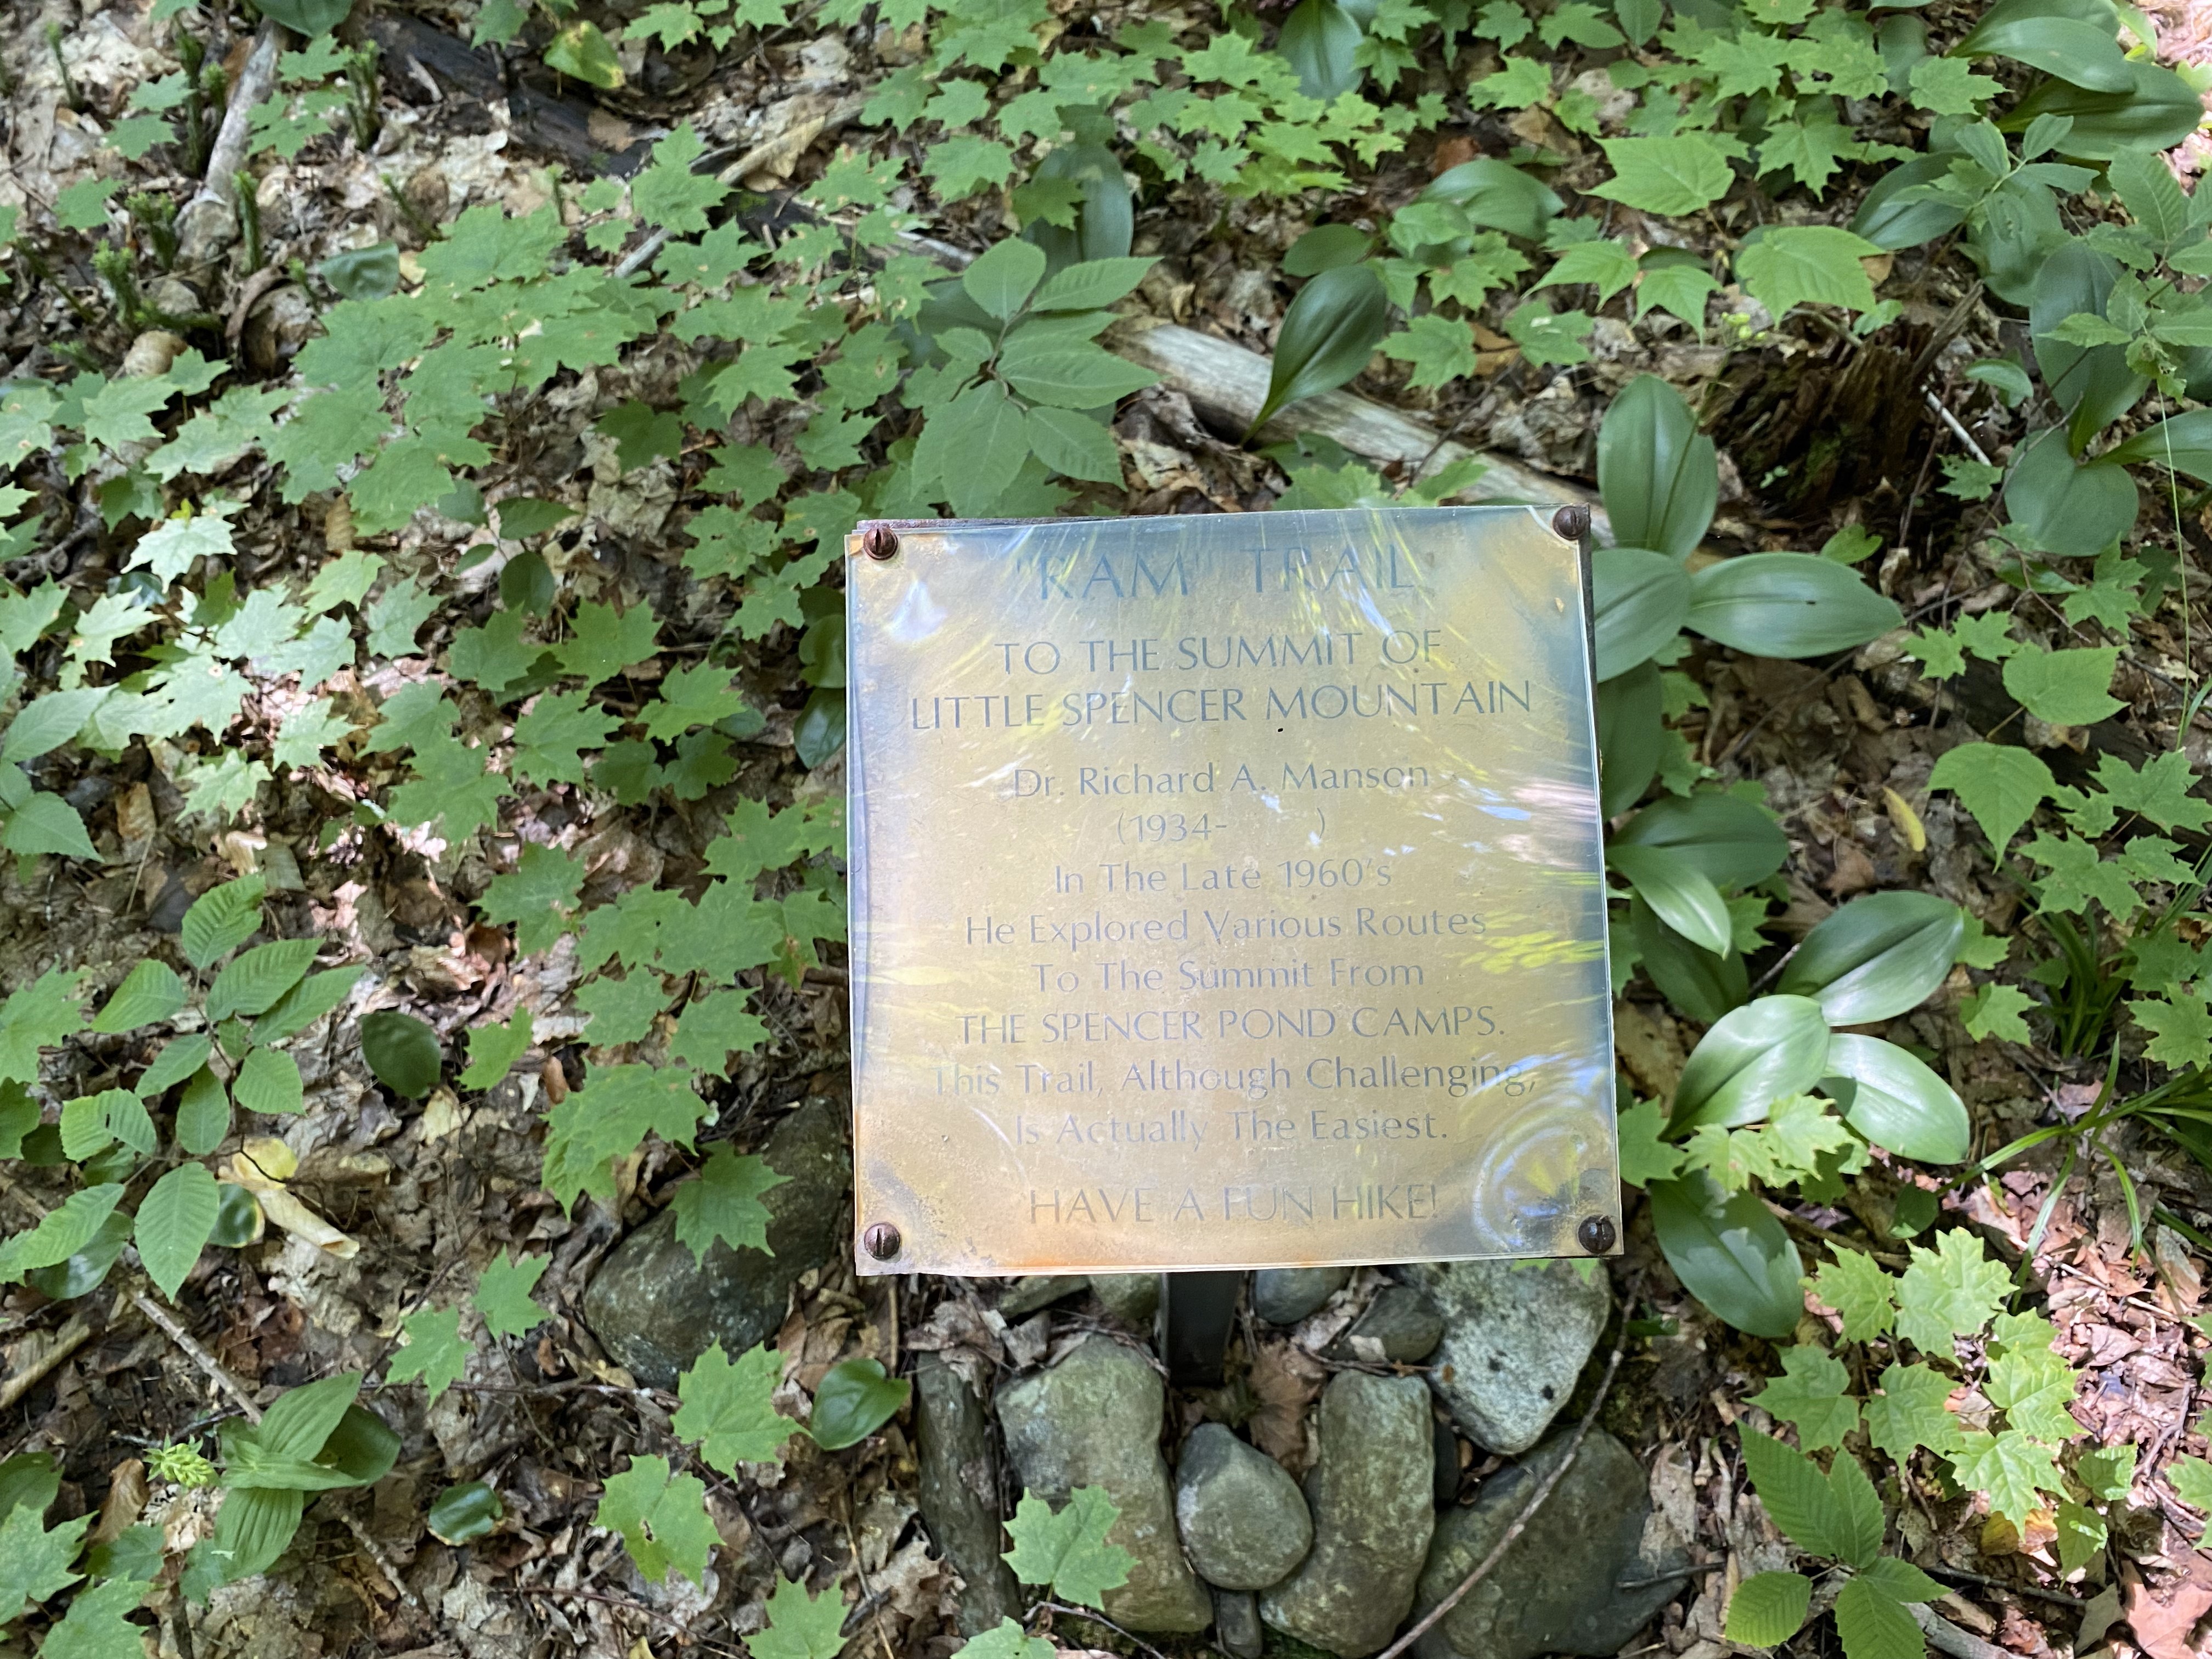 "RAM" TRAIL
TO THE SUMMIT OF
LITTLE SPENCER MOUNTAIN
Dr. Richard A. Manson
(1934-      )
In The Late 1960's
He Explored Various Routes
To The Summit From
THE SPENCER POND CAMPS.
This Trail, Although Challenging,
Is Actually The Easiest.
HAVE A FUN HIKE!